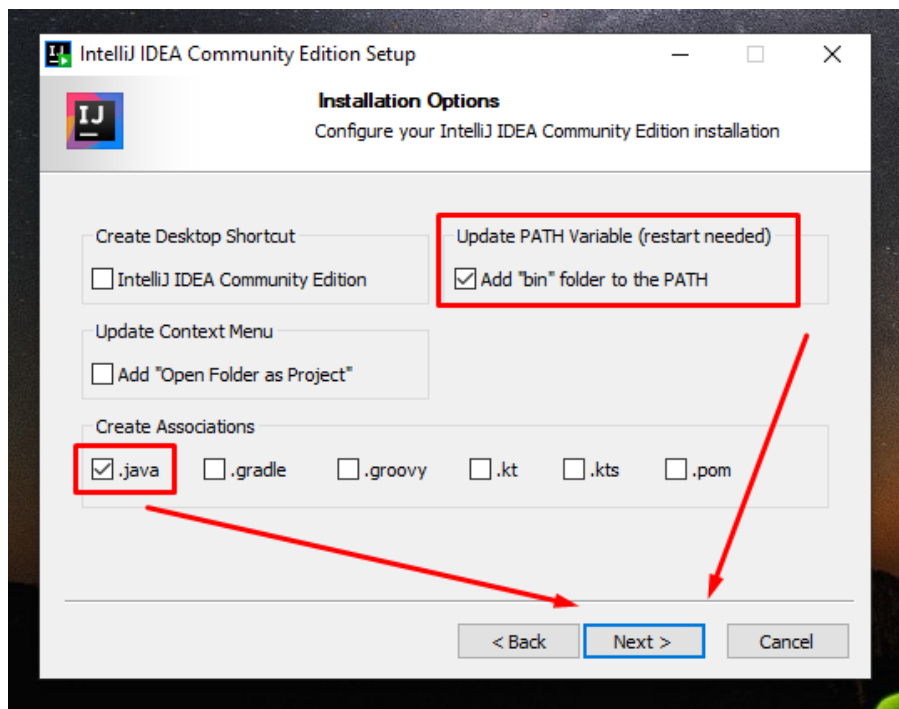 IntelliJ IDEA Community Edition Setup
IJ
Installation Options
Configure your IntelliJ IDEA Community Edition installation
Create Desktop Shortcut
Update PATH Variable (restart needed)
IntelliJ IDEA Community Edition
Add "bin" folder to the PATH
Update Context Menu
Add "Open Folder as Project"
Create Associations
.java .gradle .groovy .kt .kts .pom
< Back Next > Cancel